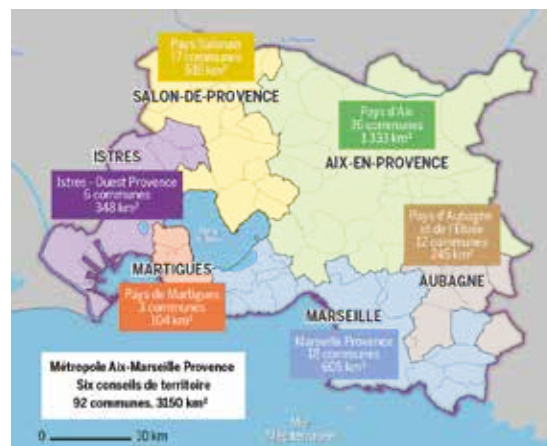 Pays Salonais
17 communes
SALON-DE-PROVENCE
Pays d'Aix
36 communes
1 333 km²
AIX-EN-PROVENCE
ISTRES
Istres - Ouest Provence
6 communes
348 km²
Pays d'Aubagne
et de l'Étoile
12 communes
245 km²
AUBAGNE
MARTIGUES
Pays de Martigues
3 communes
104 km²
MARSEILLE
Marseille Provence
18 communes
605 km²
Métropole Aix-Marseille Provence
Six conseils de territoire
92 communes, 3150 km²
0
Mer
Méditerranée